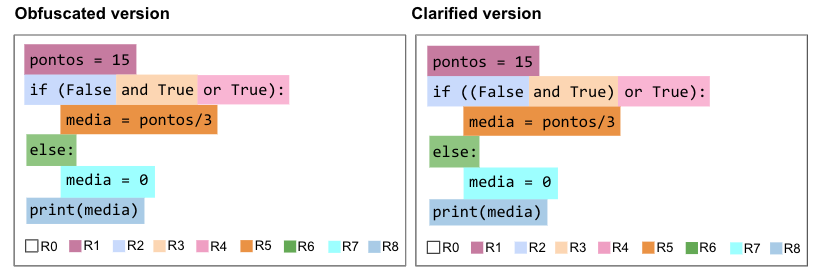 Obfuscated version
pontos = 15
if (False and True or True):
media = pontos/3
else:
media = 0
print(media)
R0 R1 R2 R3 R4 R5 R6 R7 R8
Clarified version
pontos = 15
if ((False and True) or True):
media = pontos/3
else:
media = 0
print(media)
R0 R1 R2 R3 R4 R5 R6 R7 R8